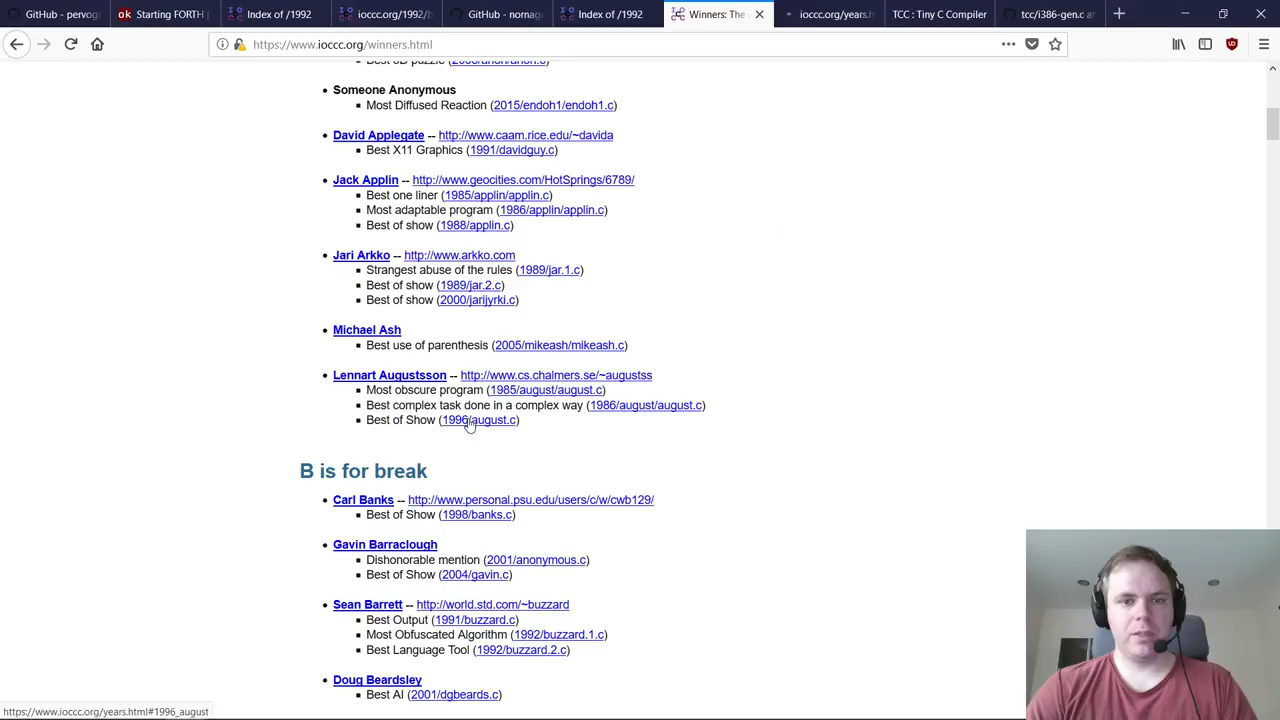 GitHub - pervog
Starting FORTH
Index of /1992
ioccc.org/1992/b
GitHub - nornag
Index of /1992
Winners: The
ioccc.org/years.h
TCC : Tiny C Compiler
tcc/i386-gen.c at
https://www.ioccc.org/winners.html
Someone Anonymous
Most Diffused Reaction (2015/endoh1/endoh1.c)
David Applegate -- http://www.caam.rice.edu/~davida
Best X11 Graphics (1991/davidguy.c)
Jack Applin -- http://www.geocities.com/HotSprings/6789/
Best one liner (1985/applin/applin.c)
Most adaptable program (1986/applin/applin.c)
Best of show (1988/applin.c)
Jari Arkko -- http://www.arkko.com
Strangest abuse of the rules (1989/jar.1.c)
Best of show (1989/jar.2.c)
Best of show (2000/jarijyrki.c)
Michael Ash
Best use of parenthesis (2005/mikeash/mikeash.c)
Lennart Augustsson -- http://www.cs.chalmers.se/~augustss
Most obscure program (1985/august/august.c)
Best complex task done in a complex way (1986/august/august.c)
Best of Show (1996/august.c)
B is for break
Carl Banks -- http://www.personal.psu.edu/users/c/w/cwb129/
Best of Show (1998/banks.c)
Gavin Barraclough
Dishonorable mention (2001/anonymous.c)
Best of Show (2004/gavin.c)
Sean Barrett -- http://world.std.com/~buzzard
Best Output (1991/buzzard.c)
Most Obfuscated Algorithm (1992/buzzard.1.c)
Best Language Tool (1992/buzzard.2.c)
Doug Beardsley
Best AI (2001/dgbeards.c)
https://www.ioccc.org/years.html#1996_august